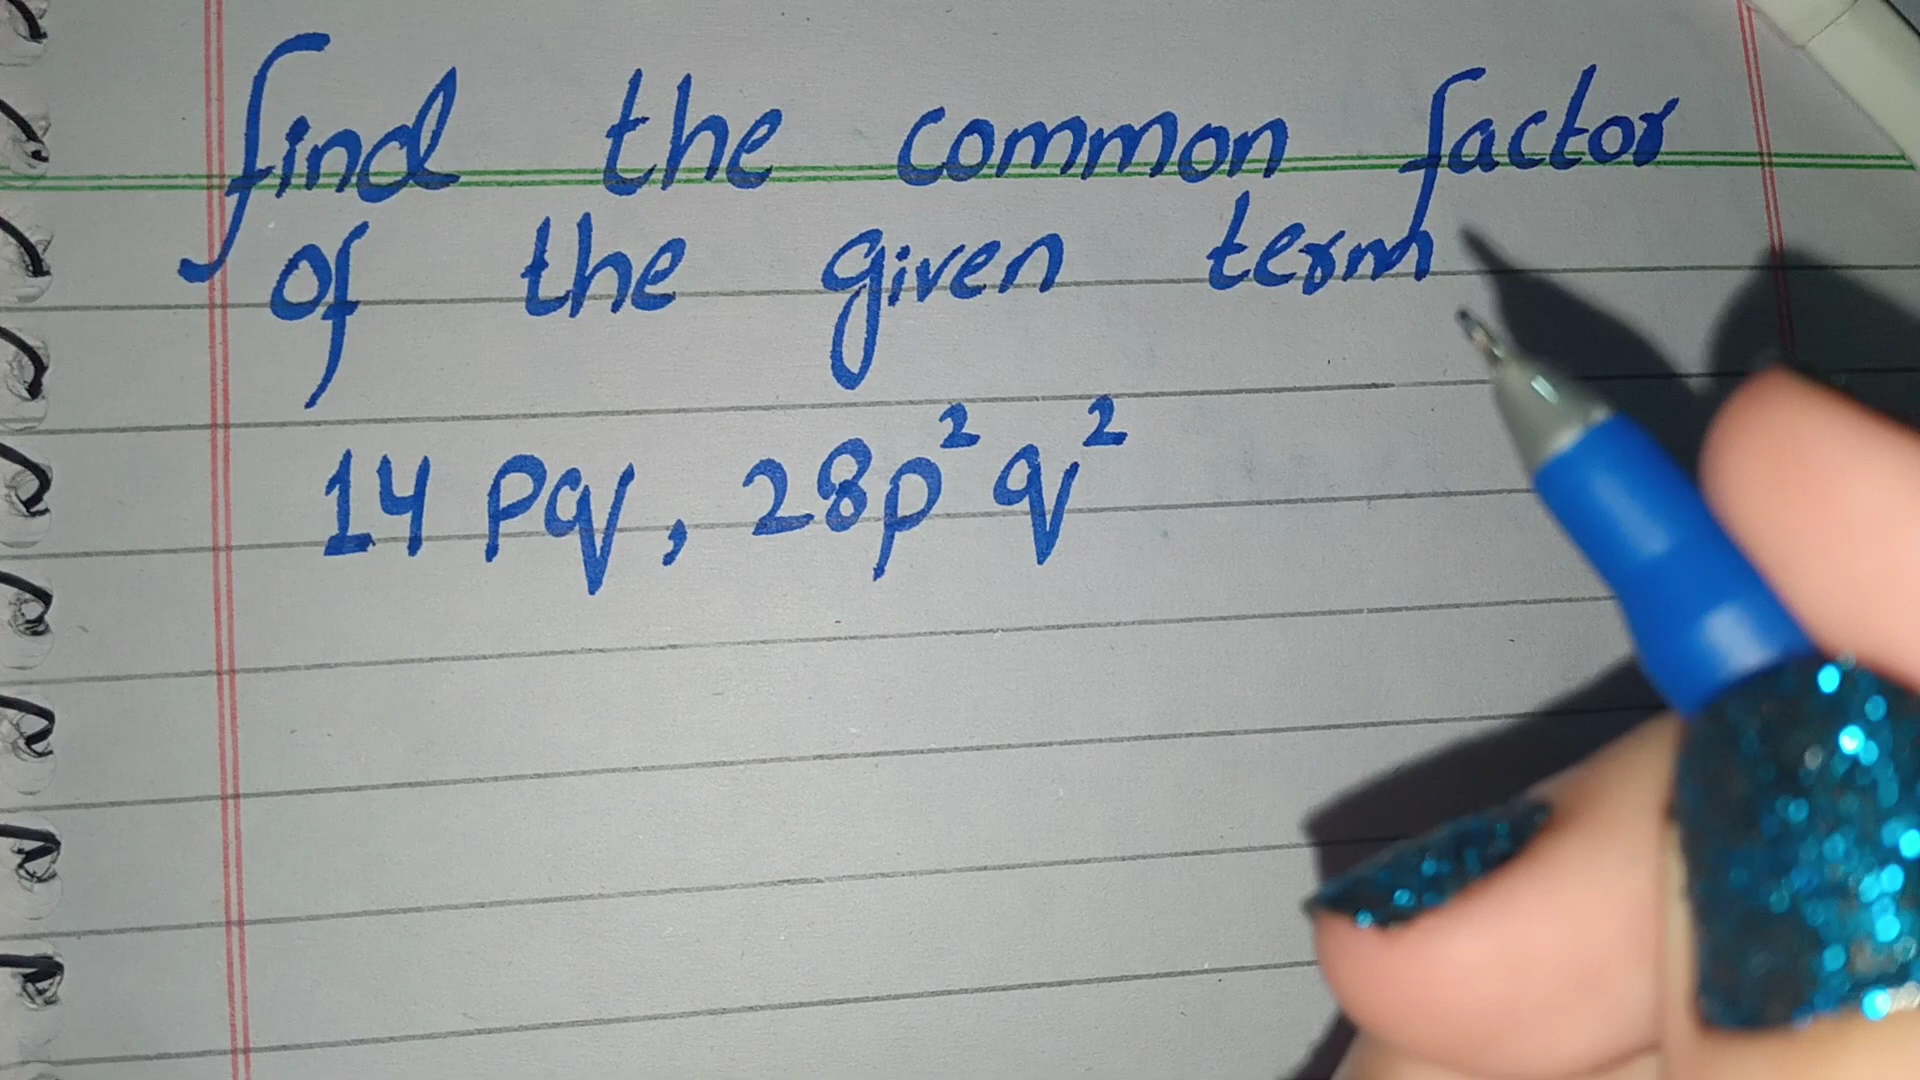 find the common factor
of the given term
14 pq, 28p²q²